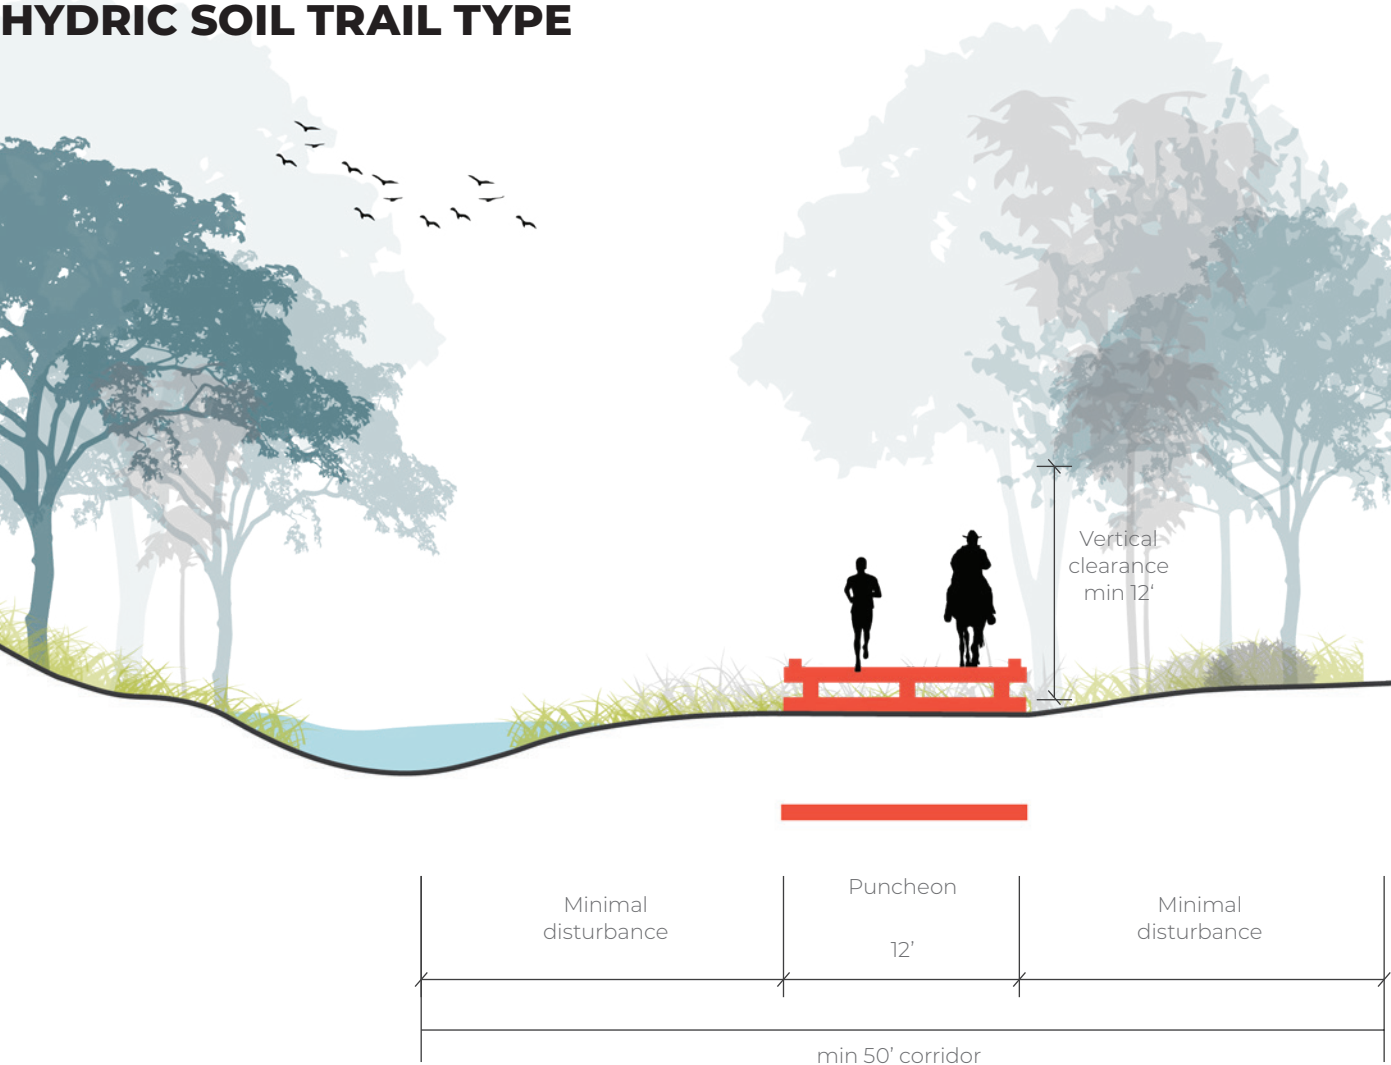 HYDRIC SOIL TRAIL TYPE
Vertical
clearance
min 12‘
Puncheon
12’
Minimal
disturbance
Minimal
disturbance
min 50’ corridor